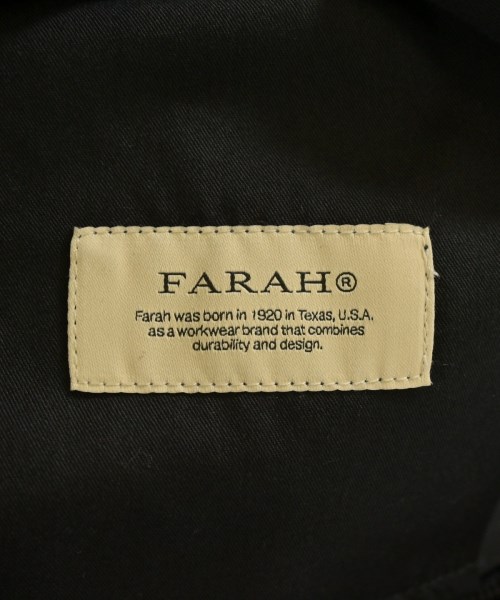 FARAH®
Farah was born in 1920 in Texas, U.S.A.
as a workwear brand that combines
durability and design.